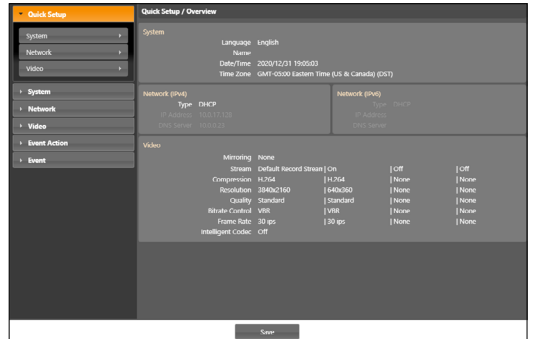 Quick Setup
System
Network
Video
System
Network
Video
Event Action
Event
Quick Setup / Overview
System
Language English
Name
Date/Time 2020/12/31 19:05:03
Time Zone GMT-05:00 Eastern Time (US & Canada) (DST)
Network (IPv4)
Type DHCP
IP Address 10.0.17.128
DNS Server
Network (IPv6)
Type DHCP
IP Address
DNS Server
Video
Mirroring None
Stream Default Record Stream | On | Off | Off
Compression H.264 | H.264 | None | None
Resolution 3840x2160 | 640x360 | None | None
Quality Standard | Standard | None | None
Bitrate Control VBR | VBR | None | None
Frame Rate 30 ips | 30 ips | None | None
Intelligent Codec Off
Save